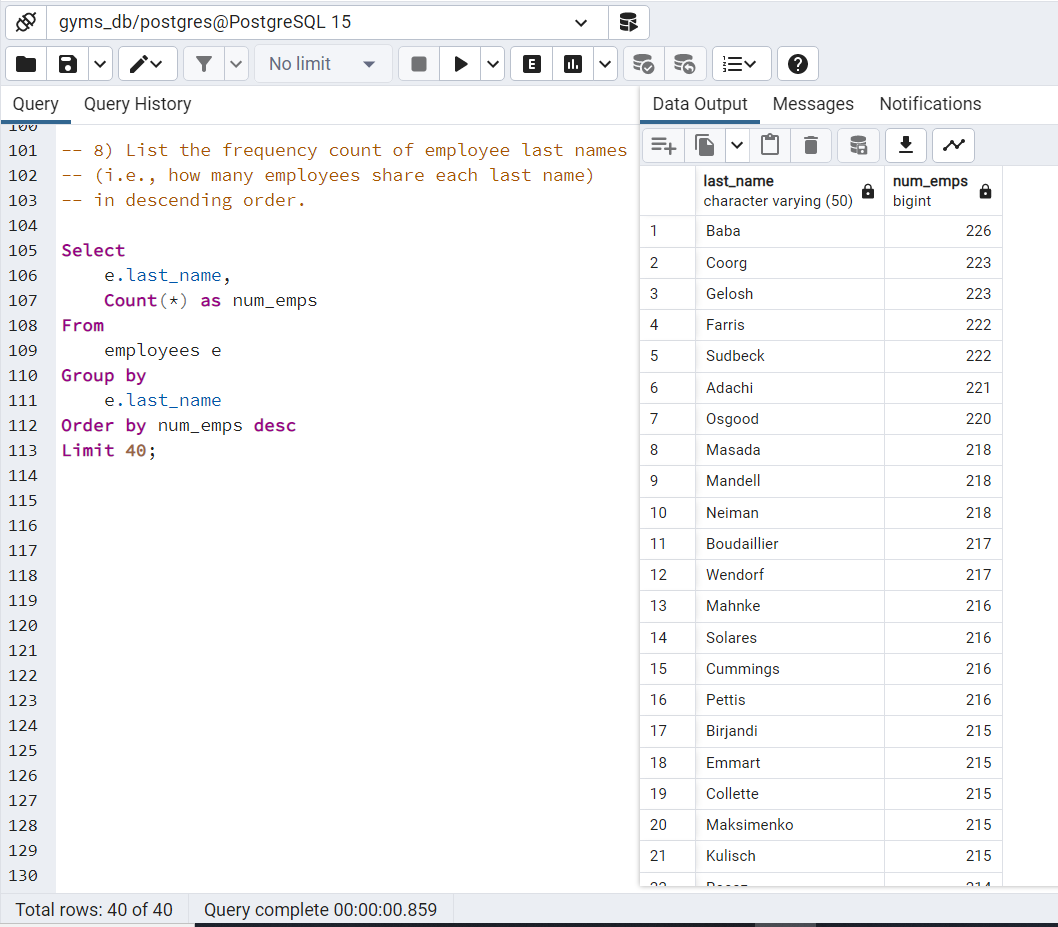 gyms_db/postgres@PostgreSQL 15
No limit
E
Query Query History
Data Output Messages Notifications
100
101 -- 8) List the frequency count of employee last names
102 -- (i.e., how many employees share each last name)
103 -- in descending order.
104
105 Select
106 e.last_name,
107 Count(*) as num_emps
108 From
109 employees e
110 Group by
111 e.last_name
112 Order by num_emps desc
113 Limit 40;
114
115
116
117
118
119
120
121
122
123
124
125
126
127
128
129
130
last_name num_emps
character varying (50) bigint
1 Baba 226
2 Coorg 223
3 Gelosh 223
4 Farris 222
5 Sudbeck 222
6 Adachi 221
7 Osgood 220
8 Masada 218
9 Mandell 218
10 Neiman 218
11 Boudaillier 217
12 Wendorf 217
13 Mahnke 216
14 Solares 216
15 Cummings 216
16 Pettis 216
17 Birjandi 215
18 Emmart 215
19 Collette 215
20 Maksimenko 215
21 Kulisch 215
22 214
Total rows: 40 of 40 Query complete 00:00:00.859